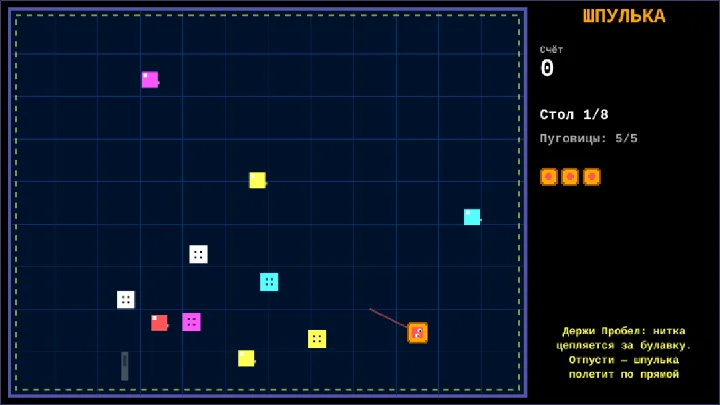 ШПУЛЬКА
Счёт
0
Стол 1/8
Пуговицы: 5/5
Держи Пробел: нитка
цепляется за булавку.
Отпусти — шпулька
полетит по прямой